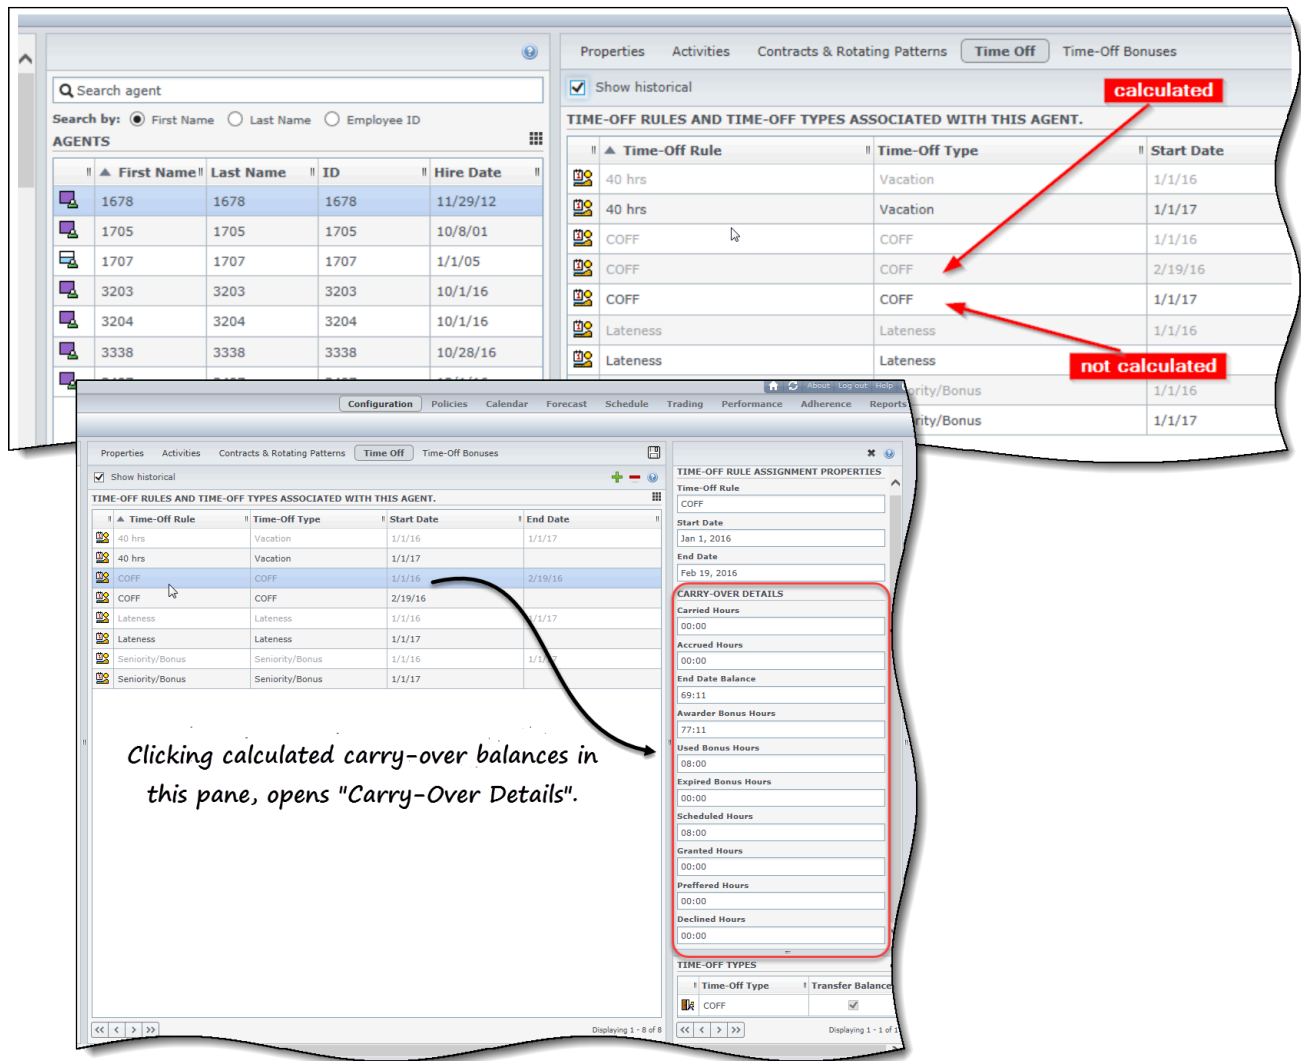 Search agent
Search by: First Name Last Name Employee ID
AGENTS
First Name Last Name ID Hire Date
1678 1678 1678 11/29/12
1705 1705 1705 10/8/01
1707 1707 1707 1/1/05
3203 3203 3203 10/1/16
3204 3204 3204 10/1/16
3338 3338 3338 10/28/16
Properties Activities Contracts & Rotating Patterns Time Off Time-Off Bonuses
Show historical
calculated
TIME-OFF RULES AND TIME-OFF TYPES ASSOCIATED WITH THIS AGENT.
Time-Off Rule Time-Off Type Start Date
40 hrs Vacation 1/1/16
40 hrs Vacation 1/1/17
COFF COFF 1/1/16
COFF COFF 2/19/16
COFF COFF 1/1/17
Lateness Lateness 1/1/16
Lateness Lateness
not calculated
ority/Bonus 1/1/16
rity/Bonus 1/1/17
About Log out Help
Configuration Policies Calendar Forecast Schedule Trading Performance Adherence Reports
Properties Activities Contracts & Rotating Patterns Time Off Time-Off Bonuses
Show historical
TIME-OFF RULES AND TIME-OFF TYPES ASSOCIATED WITH THIS AGENT.
Time-Off Rule Time-Off Type Start Date End Date
40 hrs Vacation 1/1/16 1/1/17
40 hrs Vacation 1/1/17
COFF COFF 1/1/16 2/19/16
COFF COFF 2/19/16
Lateness Lateness 1/1/16 1/1/17
Lateness Lateness 1/1/17
Seniority/Bonus Seniority/Bonus 1/1/16
Seniority/Bonus Seniority/Bonus 1/1/17
Clicking calculated carry-over balances in
this pane, opens "Carry-Over Details".
<< < > >> Displaying 1 - 8 of 8
TIME-OFF RULE ASSIGNMENT PROPERTIES
Time-Off Rule
COFF
Start Date
Jan 1, 2016
End Date
Feb 19, 2016
CARRY-OVER DETAILS
Carried Hours
00:00
Accrued Hours
00:00
End Date Balance
69:11
Awarder Bonus Hours
77:11
Used Bonus Hours
08:00
Expired Bonus Hours
00:00
Scheduled Hours
08:00
Granted Hours
00:00
Preffered Hours
00:00
Declined Hours
00:00
TIME-OFF TYPES
Time-Off Type Transfer Balance
COFF
<< < > >> Displaying 1 - 1 of 1